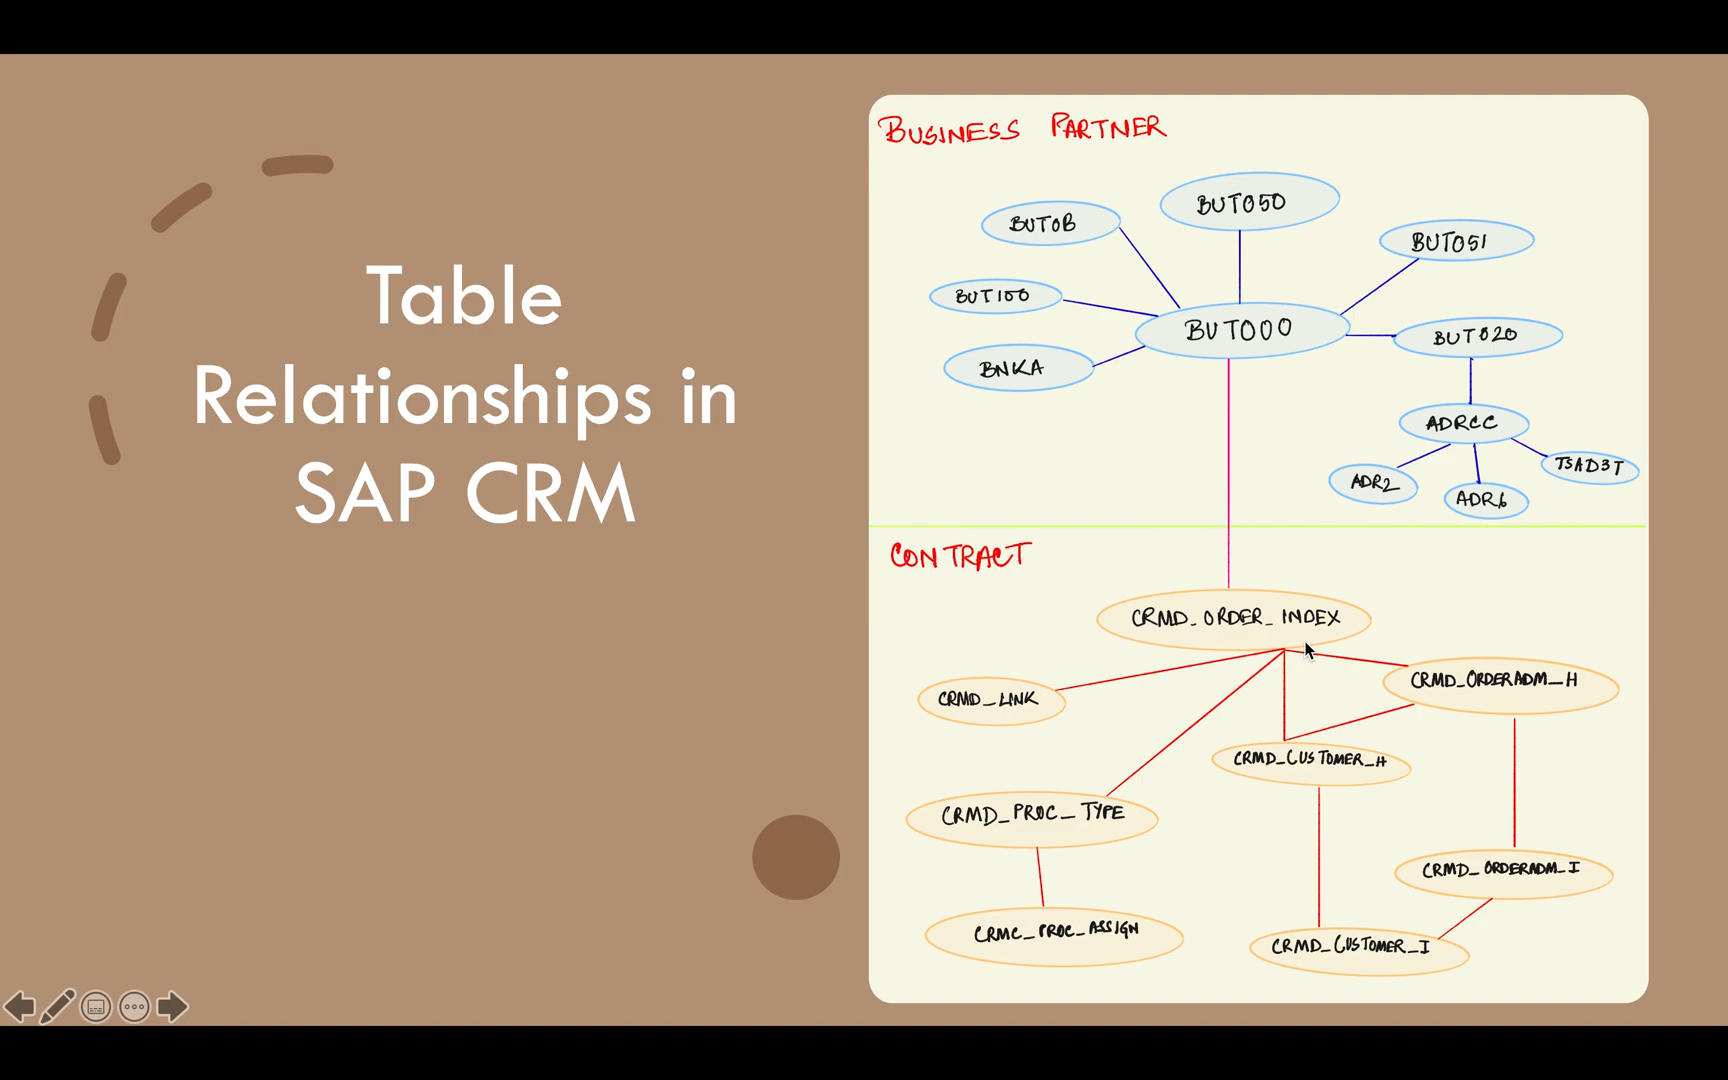 Table
Relationships in
SAP CRM
BUSINESS PARTNER
BUT050
BUT0B
BUT051
BUT100
BUT000
BUT020
BNKA
ADRCC
TSAD3T
ADR2
ADR6
CONTRACT
CRMD_ORDER_INDEX
CRMD_ORDERADM_H
CRMD_LINK
CRMD_CUSTOMER_H
CRMD_PROC_TYPE
CRMD_ORDERADM_I
CRMC_PROC_ASSIGN
CRMD_CUSTOMER_I